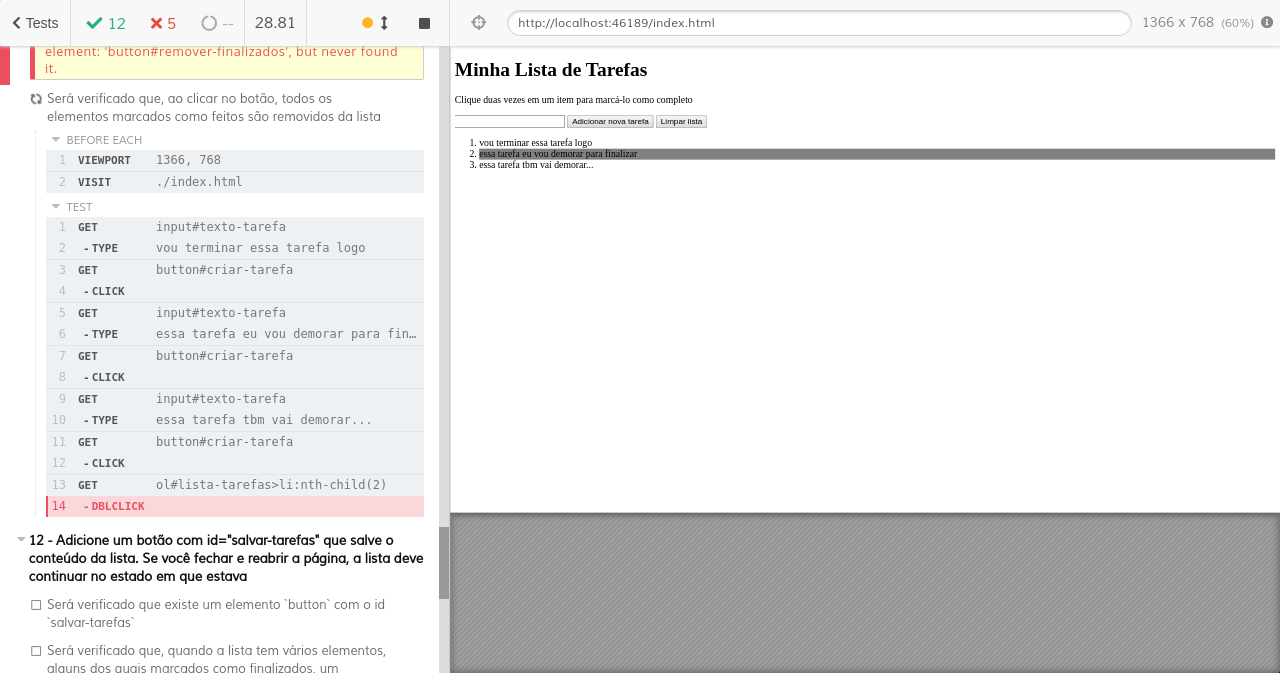 Tests 12 5 -- 28.81
http://localhost:46189/index.html 1366 x 768 (60%)
element: 'button#remover-finalizados', but never found
it.
Será verificado que, ao clicar no botão, todos os
elementos marcados como feitos são removidos da lista
BEFORE EACH
1 VIEWPORT 1366, 768
2 VISIT ./index.html
TEST
1 GET input#texto-tarefa
2 -TYPE vou terminar essa tarefa logo
3 GET button#criar-tarefa
4 -CLICK
5 GET input#texto-tarefa
6 -TYPE essa tarefa eu vou demorar para fin…
7 GET button#criar-tarefa
8 -CLICK
9 GET input#texto-tarefa
10 -TYPE essa tarefa tbm vai demorar...
11 GET button#criar-tarefa
12 -CLICK
13 GET ol#lista-tarefas>li:nth-child(2)
14 -DBLCLICK
12 - Adicione um botão com id="salvar-tarefas" que salve o
conteúdo da lista. Se você fechar e reabrir a página, a lista deve
continuar no estado em que estava
Será verificado que existe um elemento `button` com o id
`salvar-tarefas`
Será verificado que, quando a lista tem vários elementos,
alguns dos quais marcados como finalizados, um
Minha Lista de Tarefas
Clique duas vezes em um item para marcá-lo como completo
Adicionar nova tarefa Limpar lista
1. vou terminar essa tarefa logo
2. essa tarefa eu vou demorar para finalizar
3. essa tarefa tbm vai demorar...